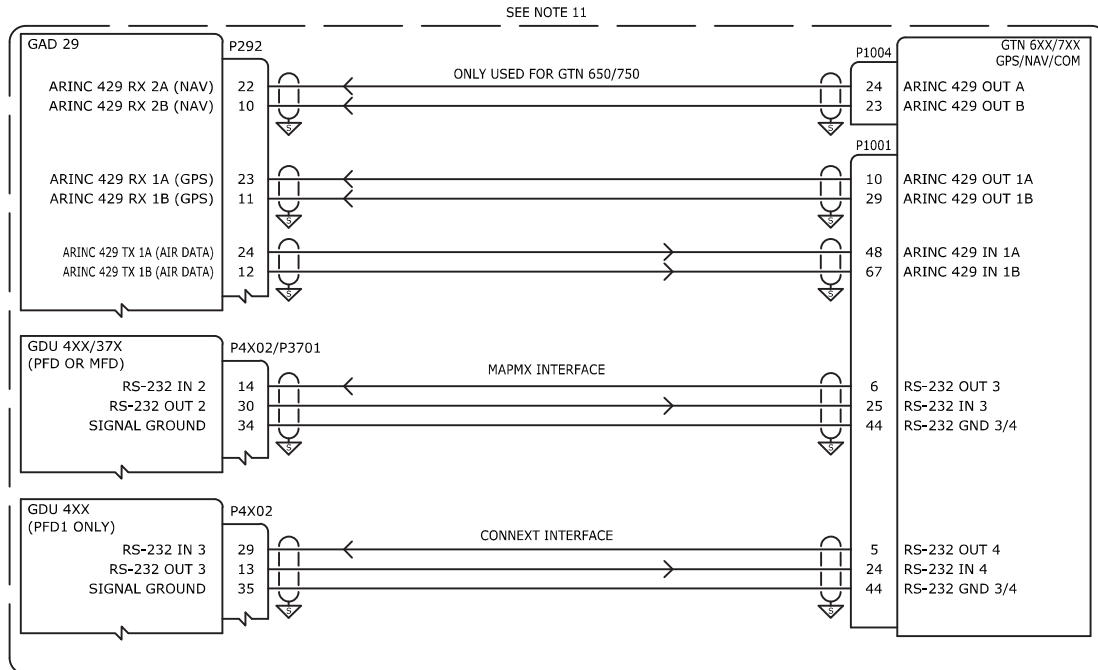 SEE NOTE 11
GAD 29
P292
ARINC 429 RX 2A (NAV) 22
ARINC 429 RX 2B (NAV) 10
ARINC 429 RX 1A (GPS) 23
ARINC 429 RX 1B (GPS) 11
ARINC 429 TX 1A (AIR DATA) 24
ARINC 429 TX 1B (AIR DATA) 12
S
S
S
ONLY USED FOR GTN 650/750
S
S
S
GTN 6XX/7XX
GPS/NAV/COM
P1004
24 ARINC 429 OUT A
23 ARINC 429 OUT B
P1001
10 ARINC 429 OUT 1A
29 ARINC 429 OUT 1B
48 ARINC 429 IN 1A
67 ARINC 429 IN 1B
GDU 4XX/37X
(PFD OR MFD)
P4X02/P3701
RS-232 IN 2 14
RS-232 OUT 2 30
SIGNAL GROUND 34
S
MAPMX INTERFACE
S
6 RS-232 OUT 3
25 RS-232 IN 3
44 RS-232 GND 3/4
GDU 4XX
(PFD1 ONLY)
P4X02
RS-232 IN 3 29
RS-232 OUT 3 13
SIGNAL GROUND 35
S
CONNEXT INTERFACE
S
5 RS-232 OUT 4
24 RS-232 IN 4
44 RS-232 GND 3/4